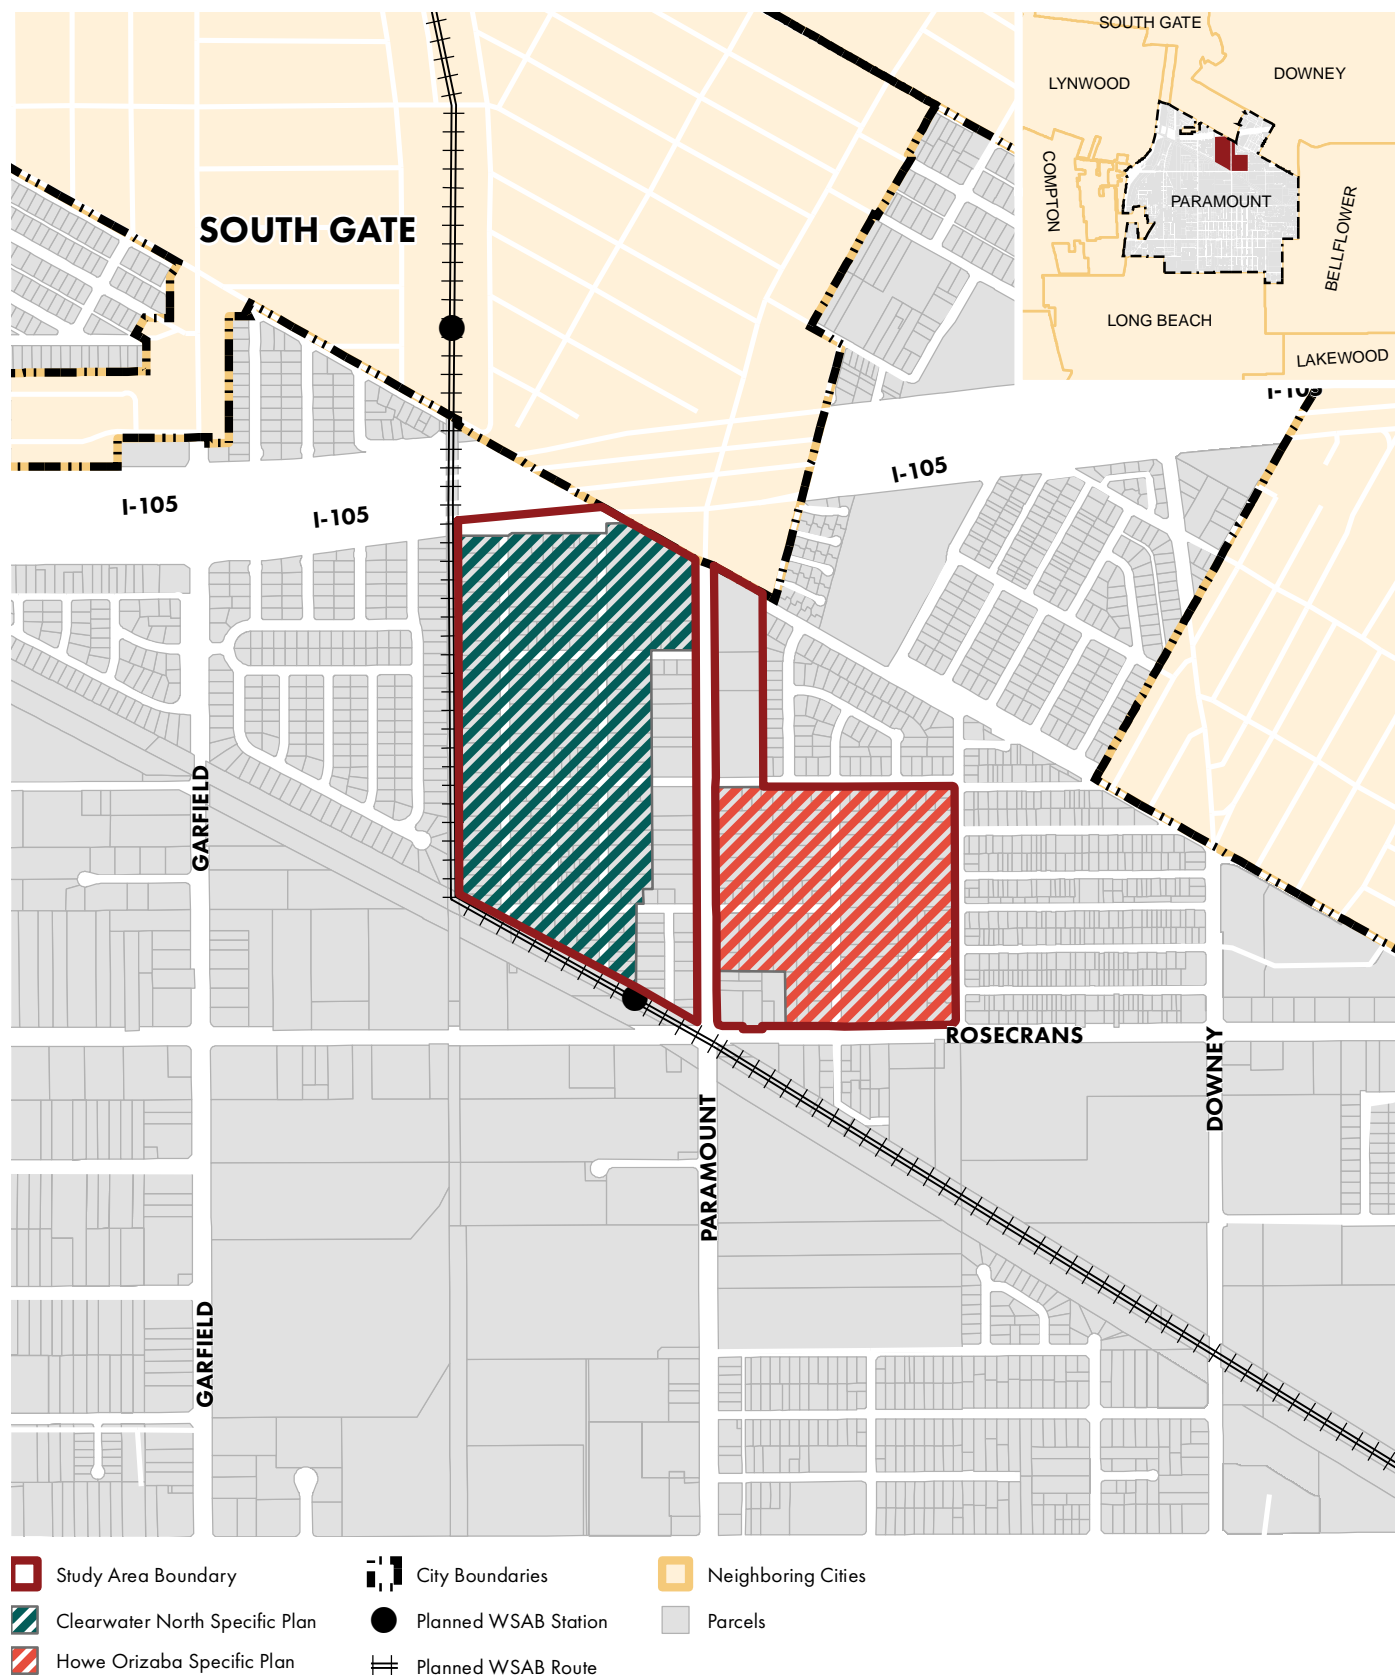 SOUTH GATE
LYNWOOD
DOWNEY
COMPTON
PARAMOUNT
BELLFLOWER
LONG BEACH
LAKEWOOD
SOUTH GATE
I-105
I-105
I-105
I-105
GARFIELD
ROSECRANS
DOWNEY
PARAMOUNT
GARFIELD
Study Area Boundary
Clearwater North Specific Plan
Howe Orizaba Specific Plan
City Boundaries
Planned WSAB Station
Planned WSAB Route
Neighboring Cities
Parcels